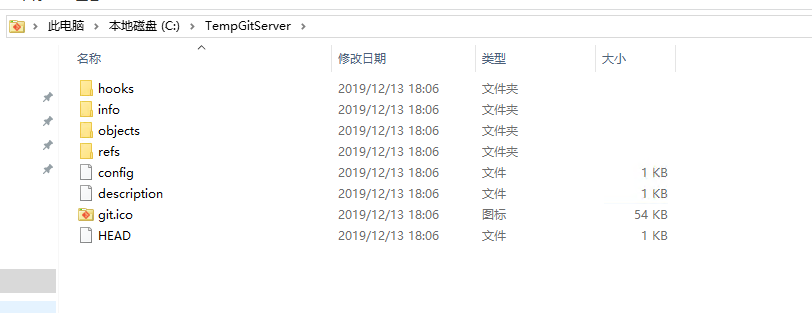 此电脑 > 本地磁盘 (C:) > TempGitServer >
名称 修改日期 类型 大小
hooks 2019/12/13 18:06 文件夹
info 2019/12/13 18:06 文件夹
objects 2019/12/13 18:06 文件夹
refs 2019/12/13 18:06 文件夹
config 2019/12/13 18:06 文件 1 KB
description 2019/12/13 18:06 文件 1 KB
git.ico 2019/12/13 18:06 图标 54 KB
HEAD 2019/12/13 18:06 文件 1 KB